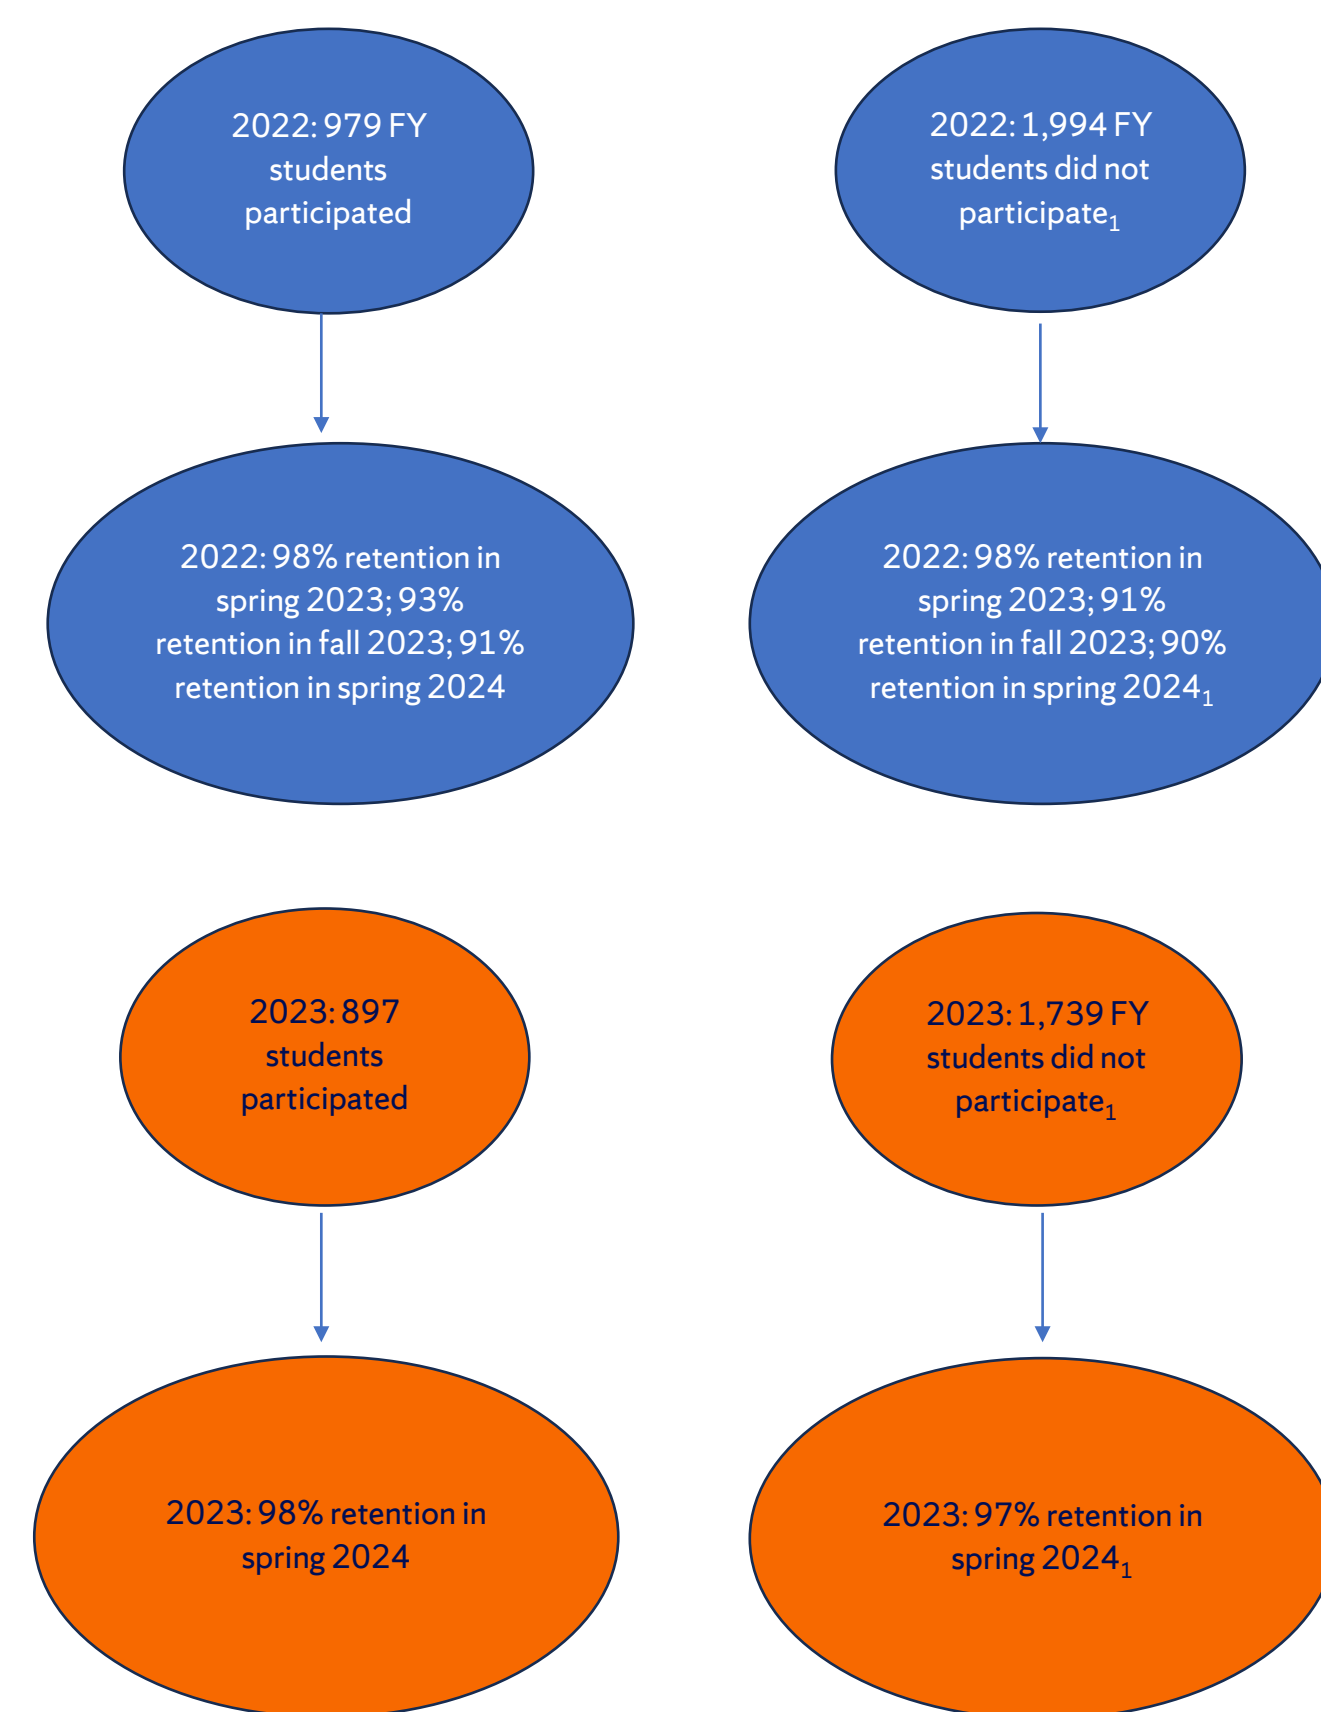 2022: 979 FY
students
participated
2022: 1,994 FY
students did not
participate₁
2022: 98% retention in
spring 2023; 93%
retention in fall 2023; 91%
retention in spring 2024
2022: 98% retention in
spring 2023; 91%
retention in fall 2023; 90%
retention in spring 2024₁
2023: 897
students
participated
2023: 1,739 FY
students did not
participate₁
2023: 98% retention in
spring 2024
2023: 97% retention in
spring 2024₁